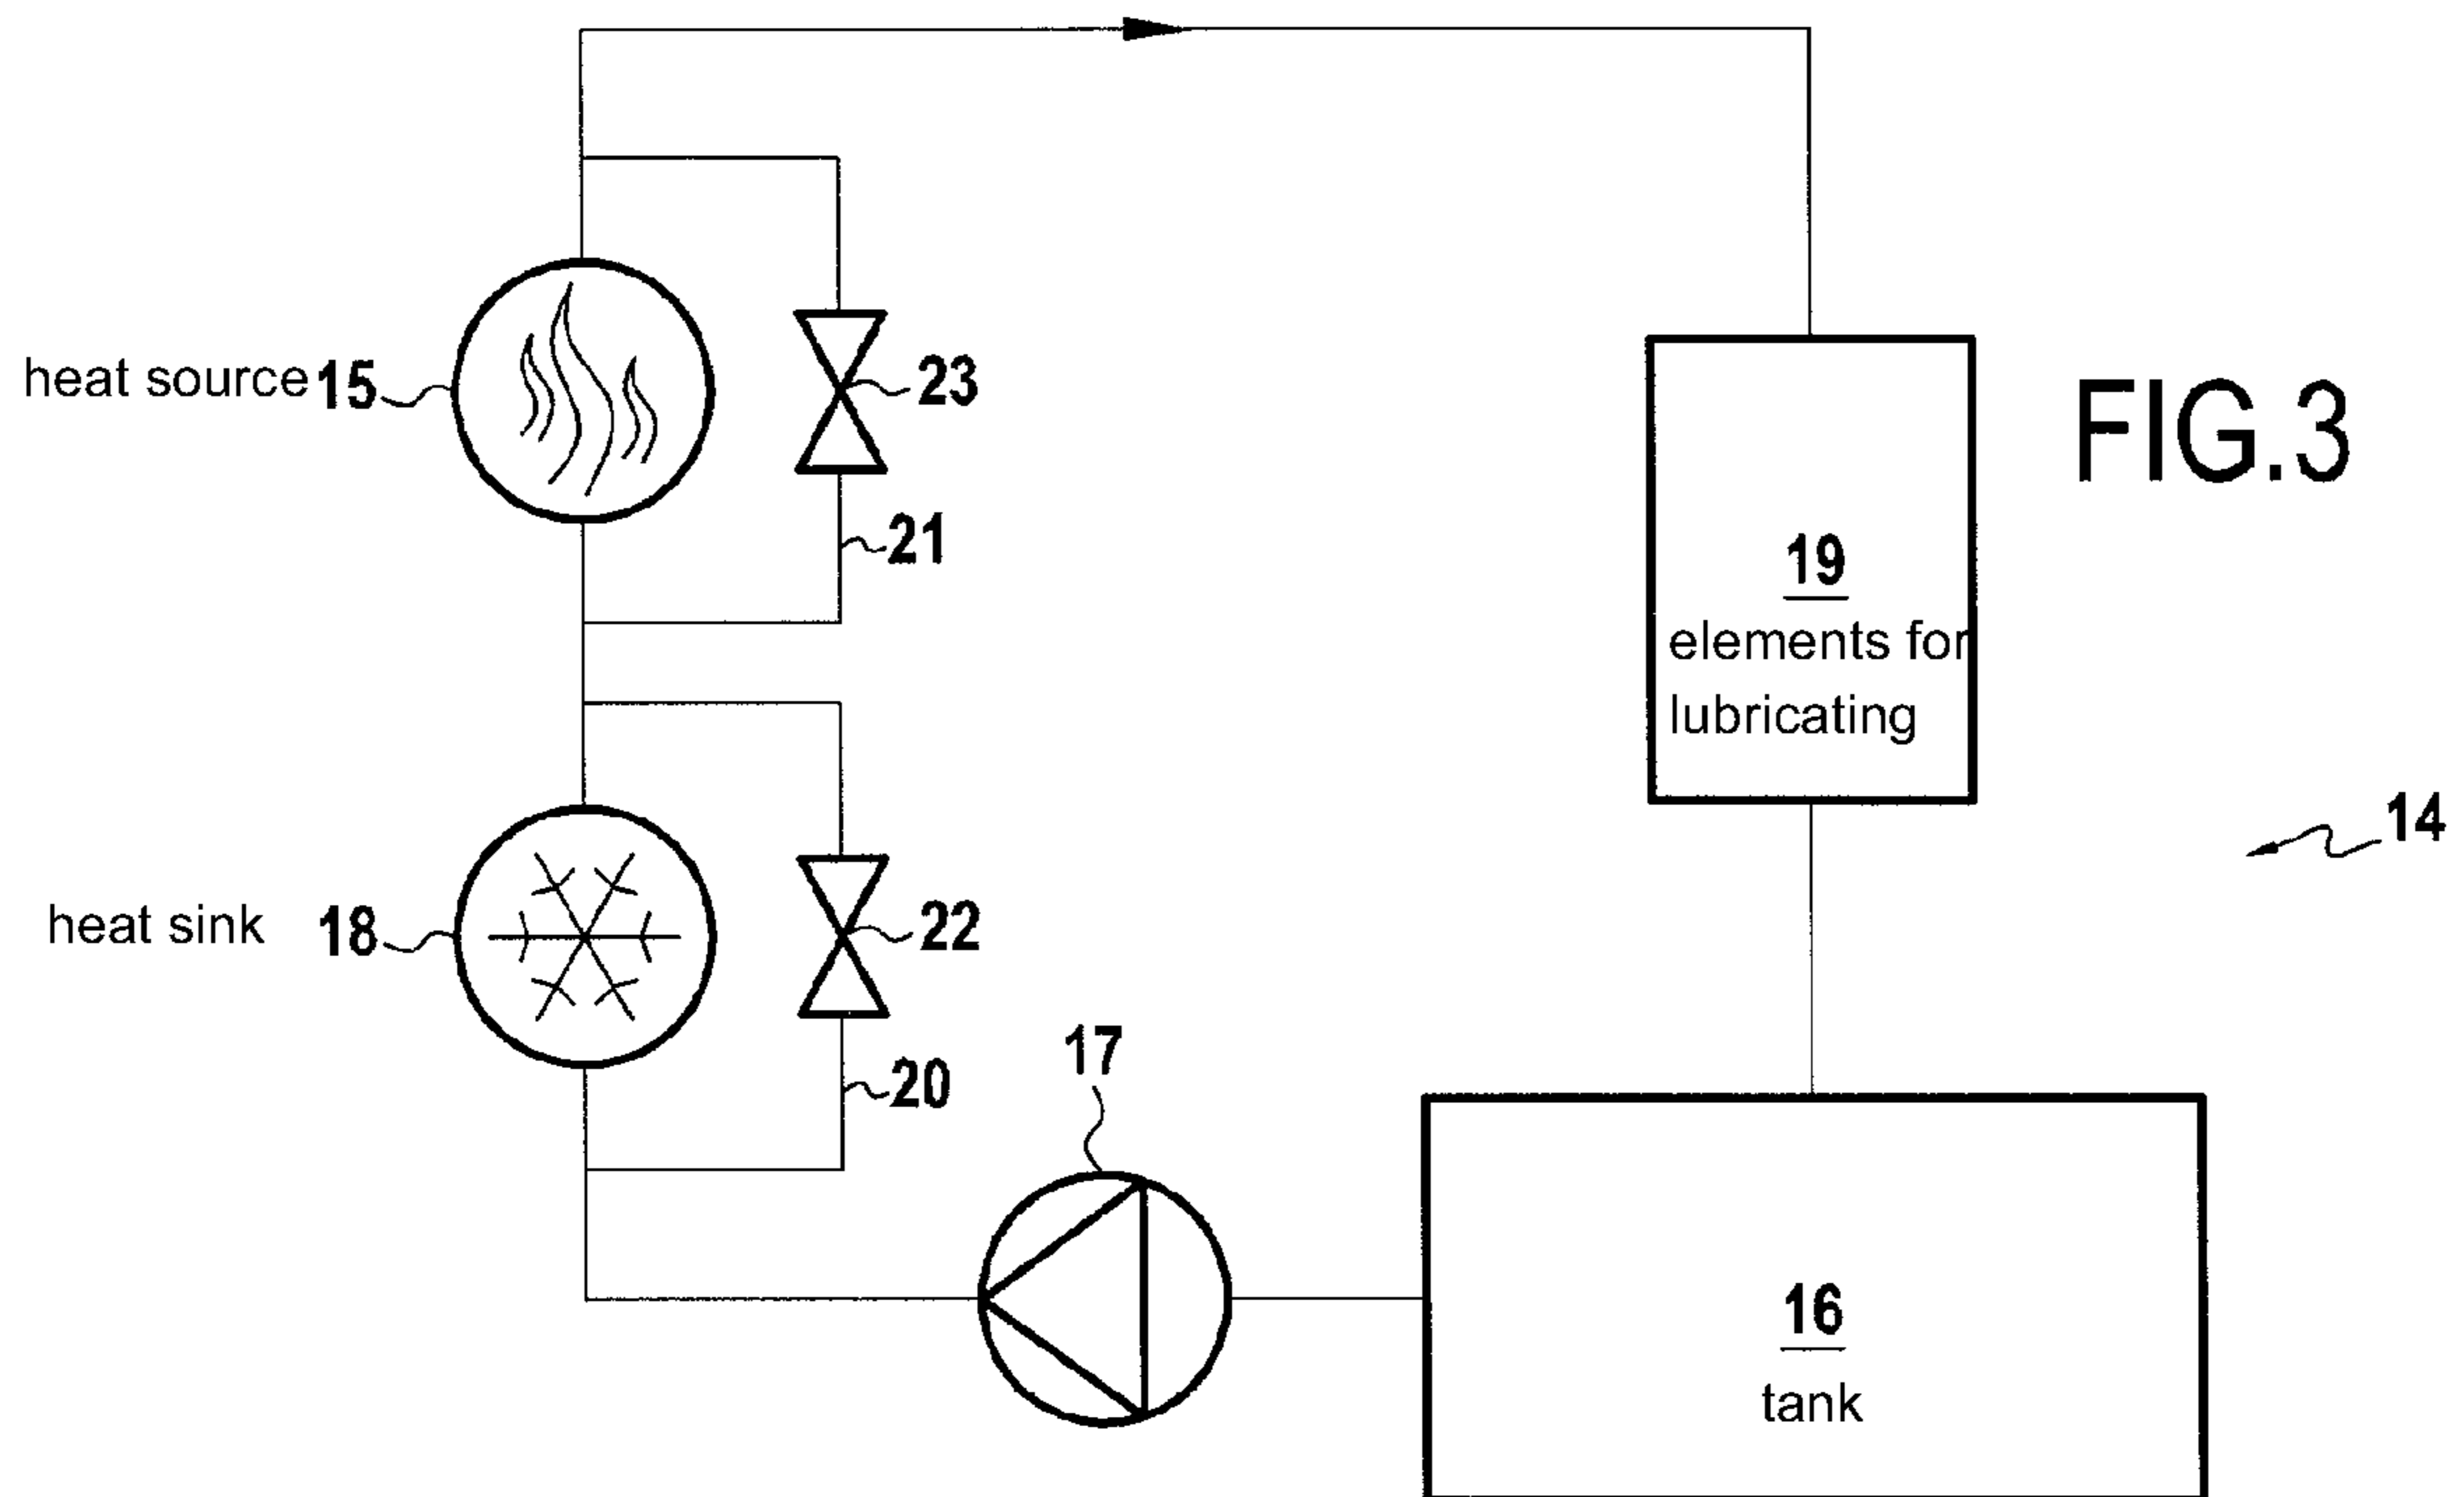 heat source 15
23
FIG.3
21
19
elements for
lubricating
14
heat sink 18
22
17
20
16
tank